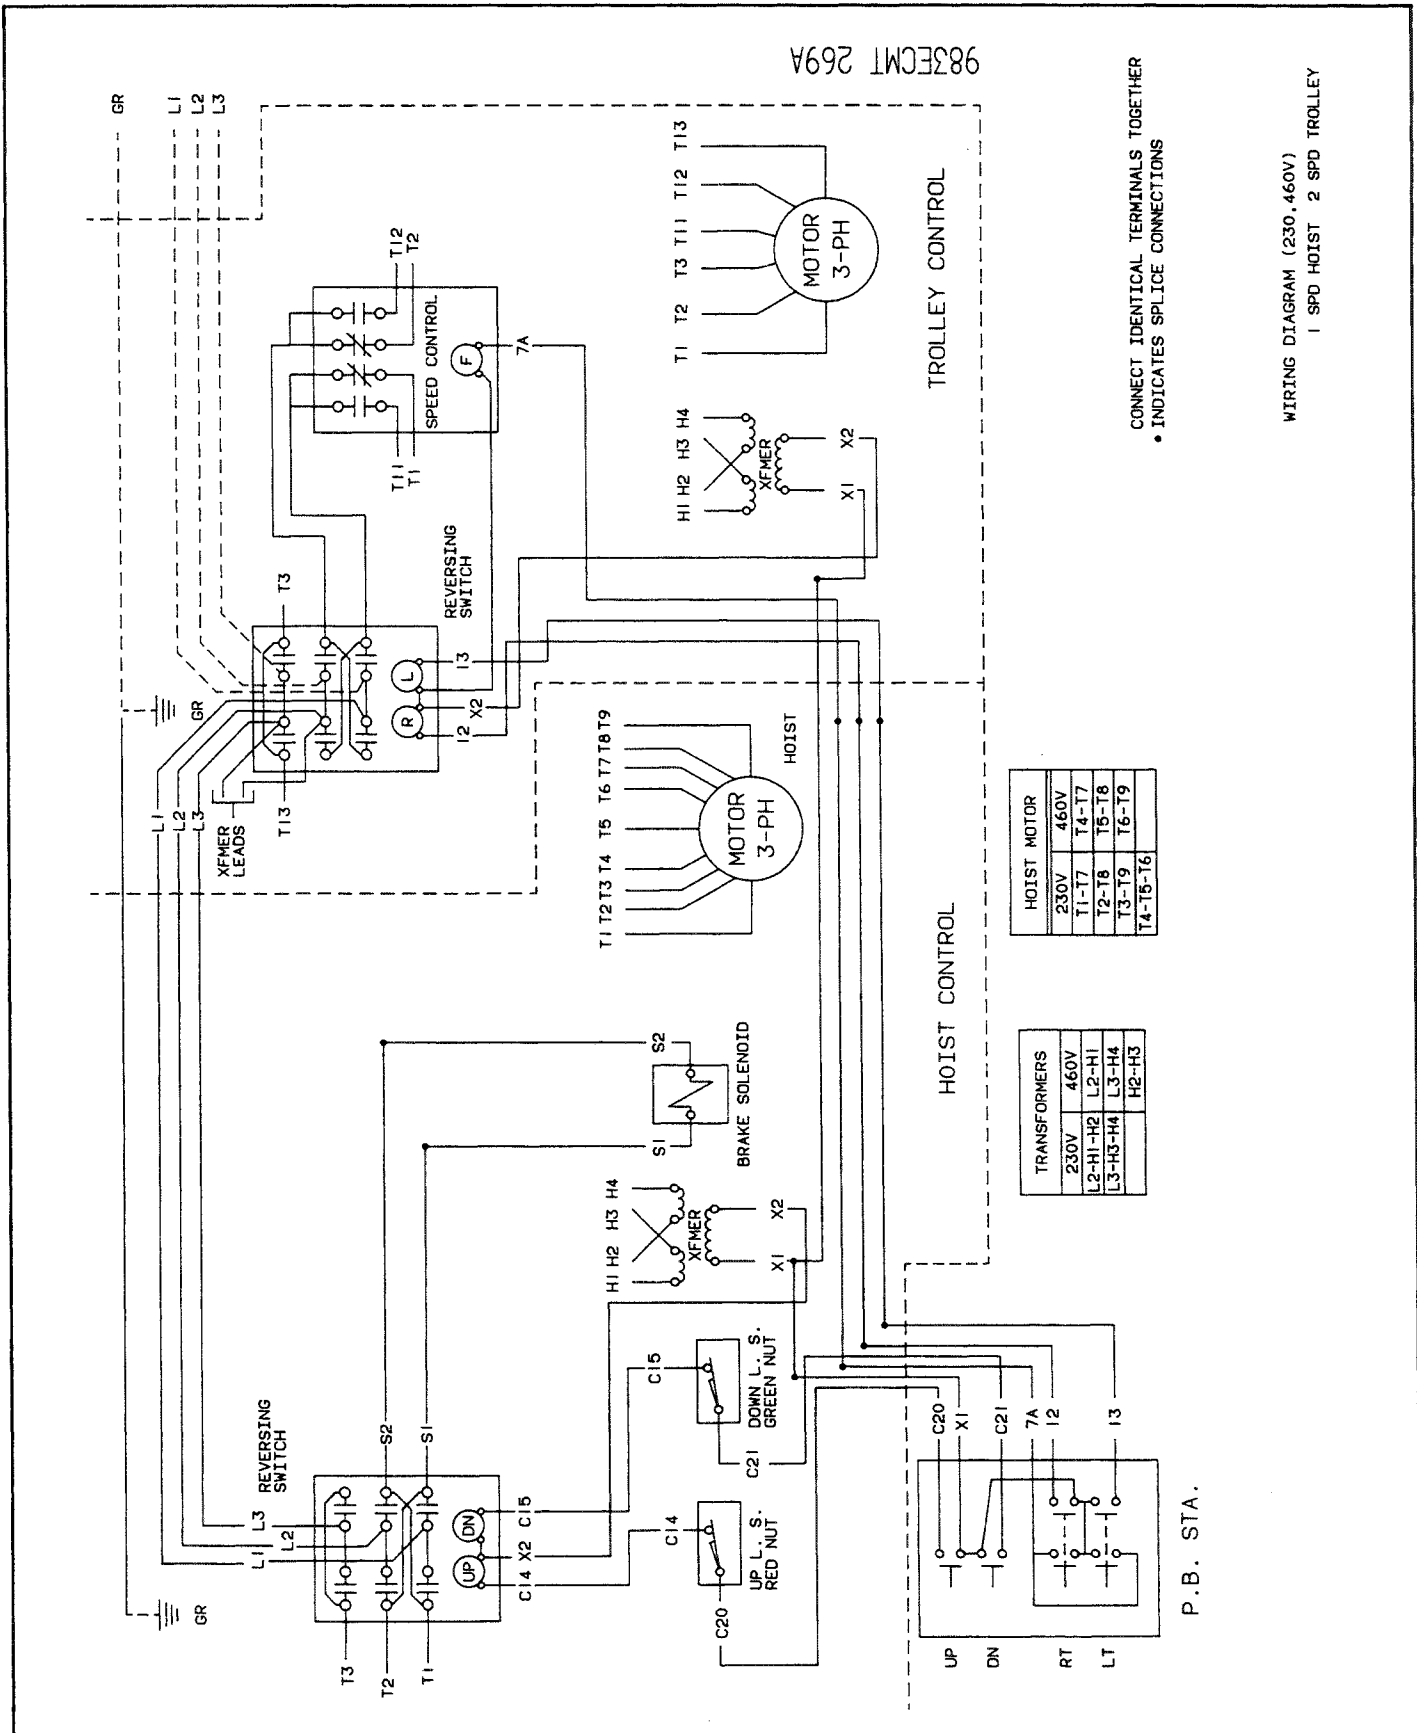 983ECMT 269A
GR
L1
L2
L3
T12
T2
SPEED CONTROL
F
7A
T11
T1
T13
T12
T11
T3
T2
T1
MOTOR
3-PH
TROLLEY CONTROL
H1 H2 H3 H4
XFMER
X1 X2
REVERSING
SWITCH
T3
L
R
13
X2
12
GR
T13
XFMER
LEADS
L1
L2
L3
T1 T2 T3 T4 T5 T6 T7 T8 T9
MOTOR
3-PH
HOIST
HOIST CONTROL
S2
S1
BRAKE SOLENOID
H1 H2 H3 H4
XFMER
X1 X2
REVERSING
SWITCH
L3
L2
L1
S2
S1
DN
UP
C15
X2
C14
GR
T3
T2
T1
C15
DOWN L. S.
GREEN NUT
C21
C14
UP L. S.
RED NUT
C20
C20
X1
C21
7A
12
13
UP
DN
RT
LT
P.B. STA.
TRANSFORMERS
230V 460V
L2-H1-H2 L2-H1
L3-H3-H4 L3-H4
H2-H3
HOIST MOTOR
230V 460V
T1-T7 T4-T7
T2-T8 T5-T8
T3-T9 T6-T9
T4-T5-T6
CONNECT IDENTICAL TERMINALS TOGETHER
• INDICATES SPLICE CONNECTIONS
WIRING DIAGRAM (230,460V)
1 SPD HOIST 2 SPD TROLLEY